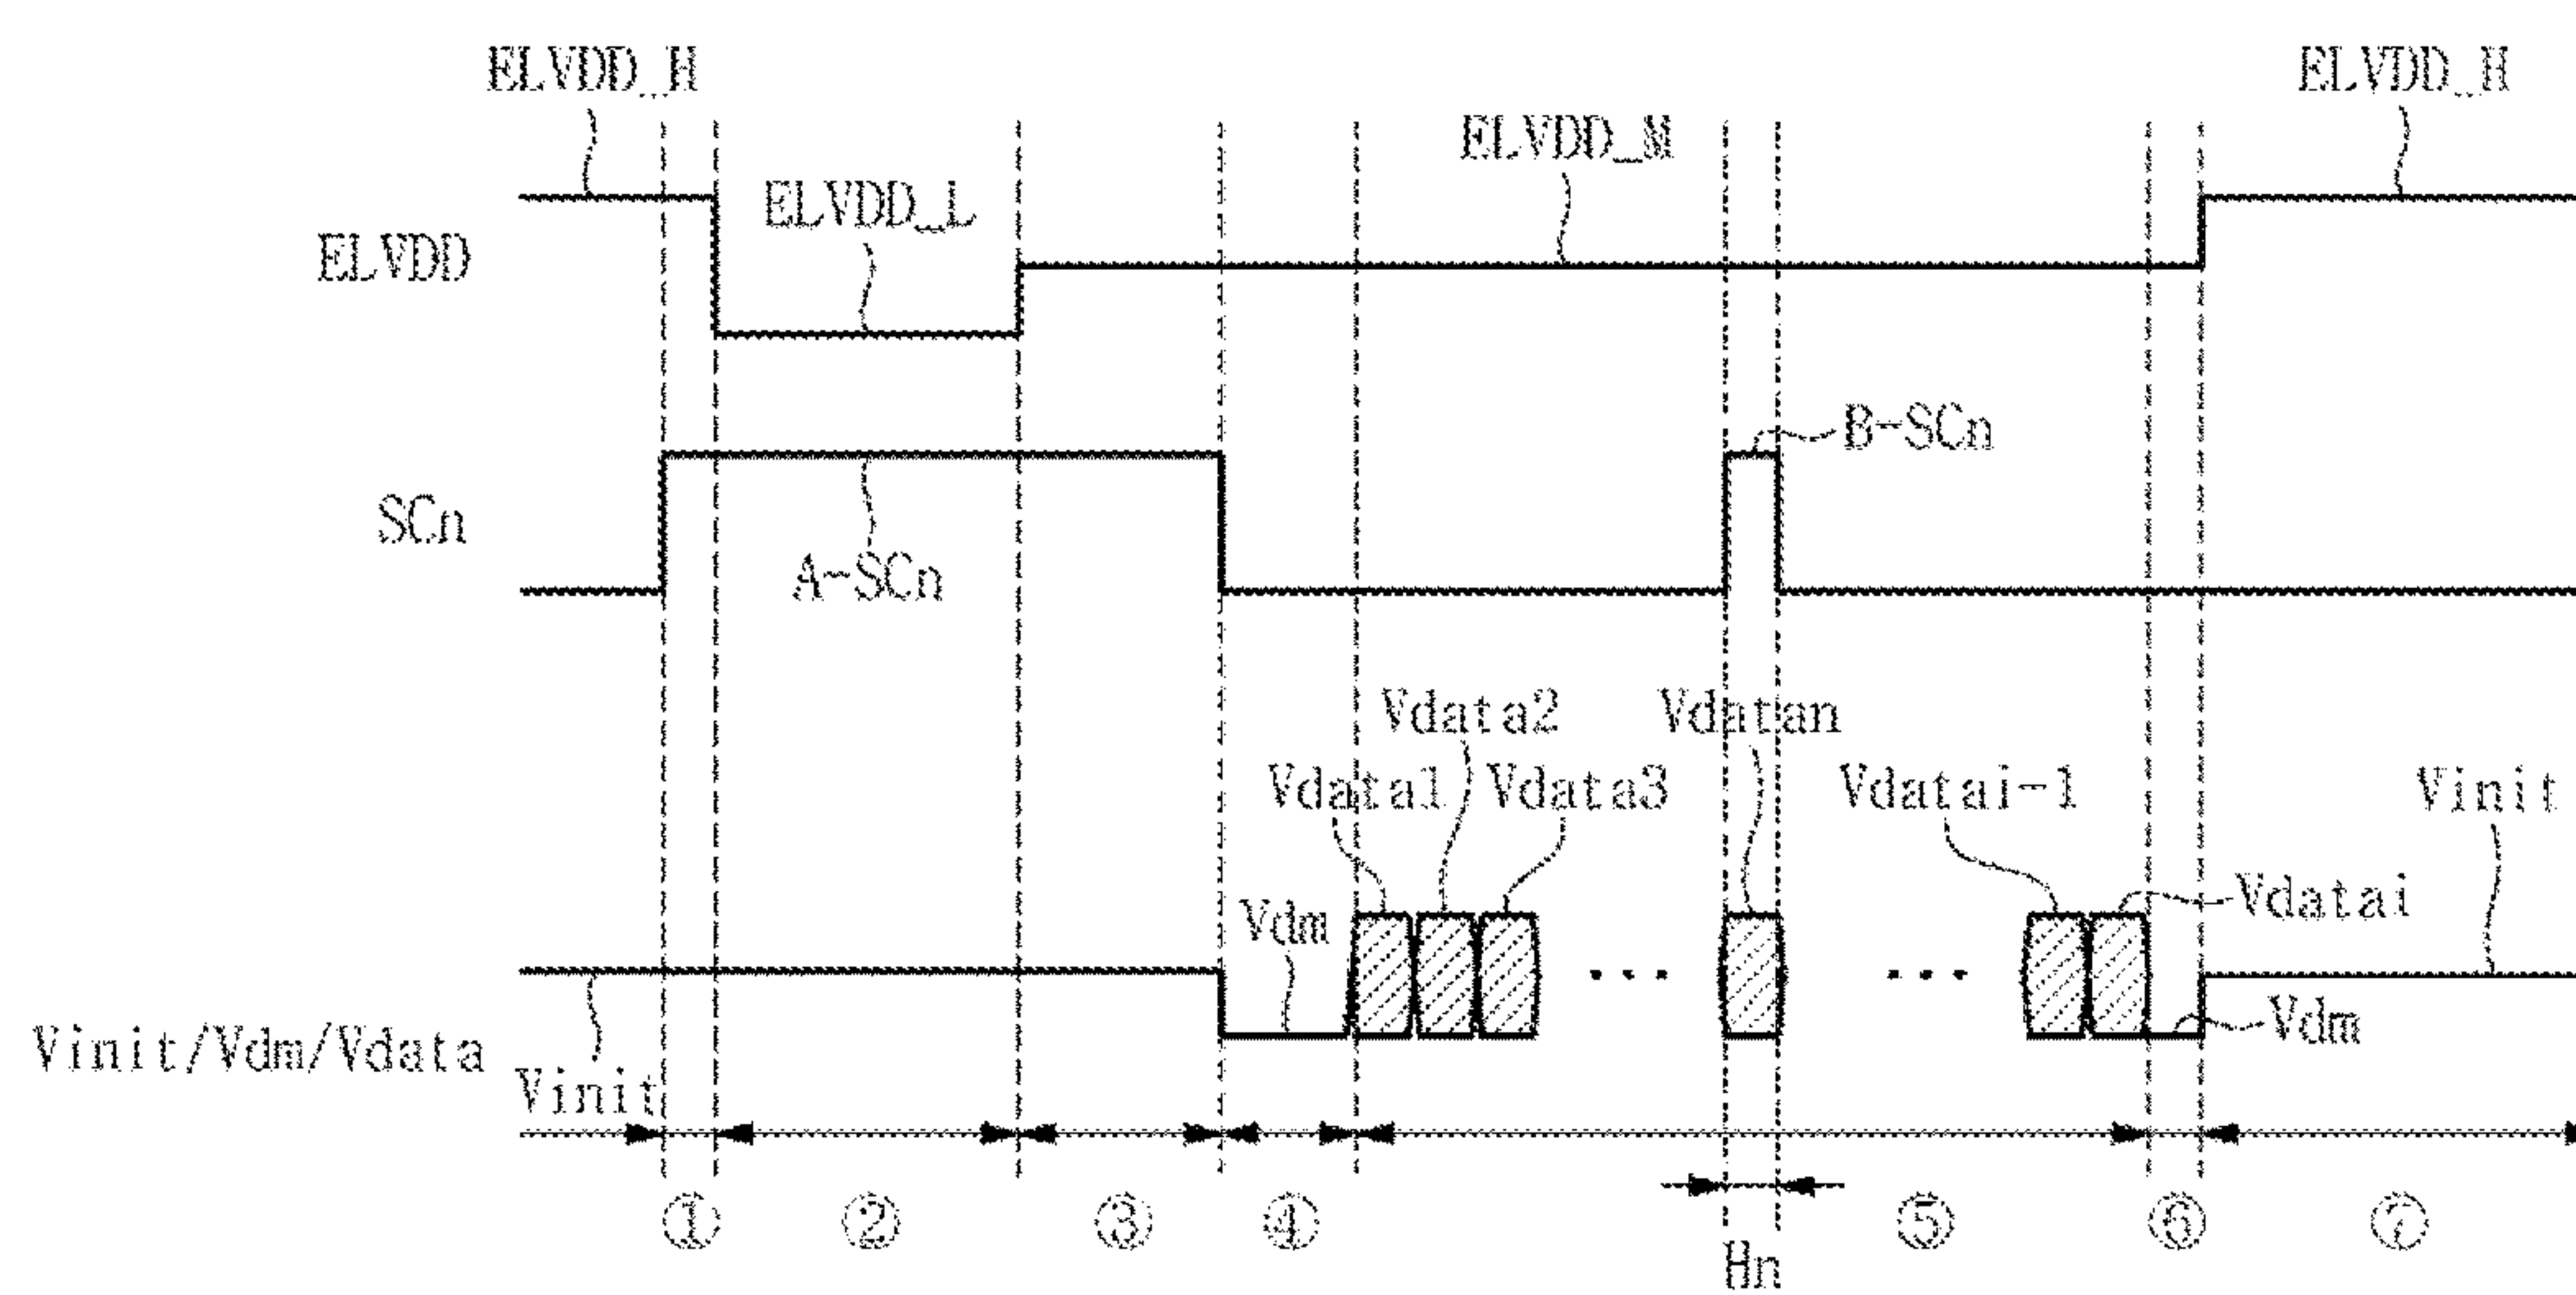 ELVDD_H
ELVDD_H
ELVDD_M
ELVDD_L
ELVDD
B-SCn
SCn
A-SCn
Vdata2
Vdatan
Vdata1
Vdata3
Vdatai-1
Vinit
Vdm
Vdatai
Vdm
Vinit/Vdm/Vdata
Vinit
① ② ③ ④ ⑤ ⑥ ⑦
Hn